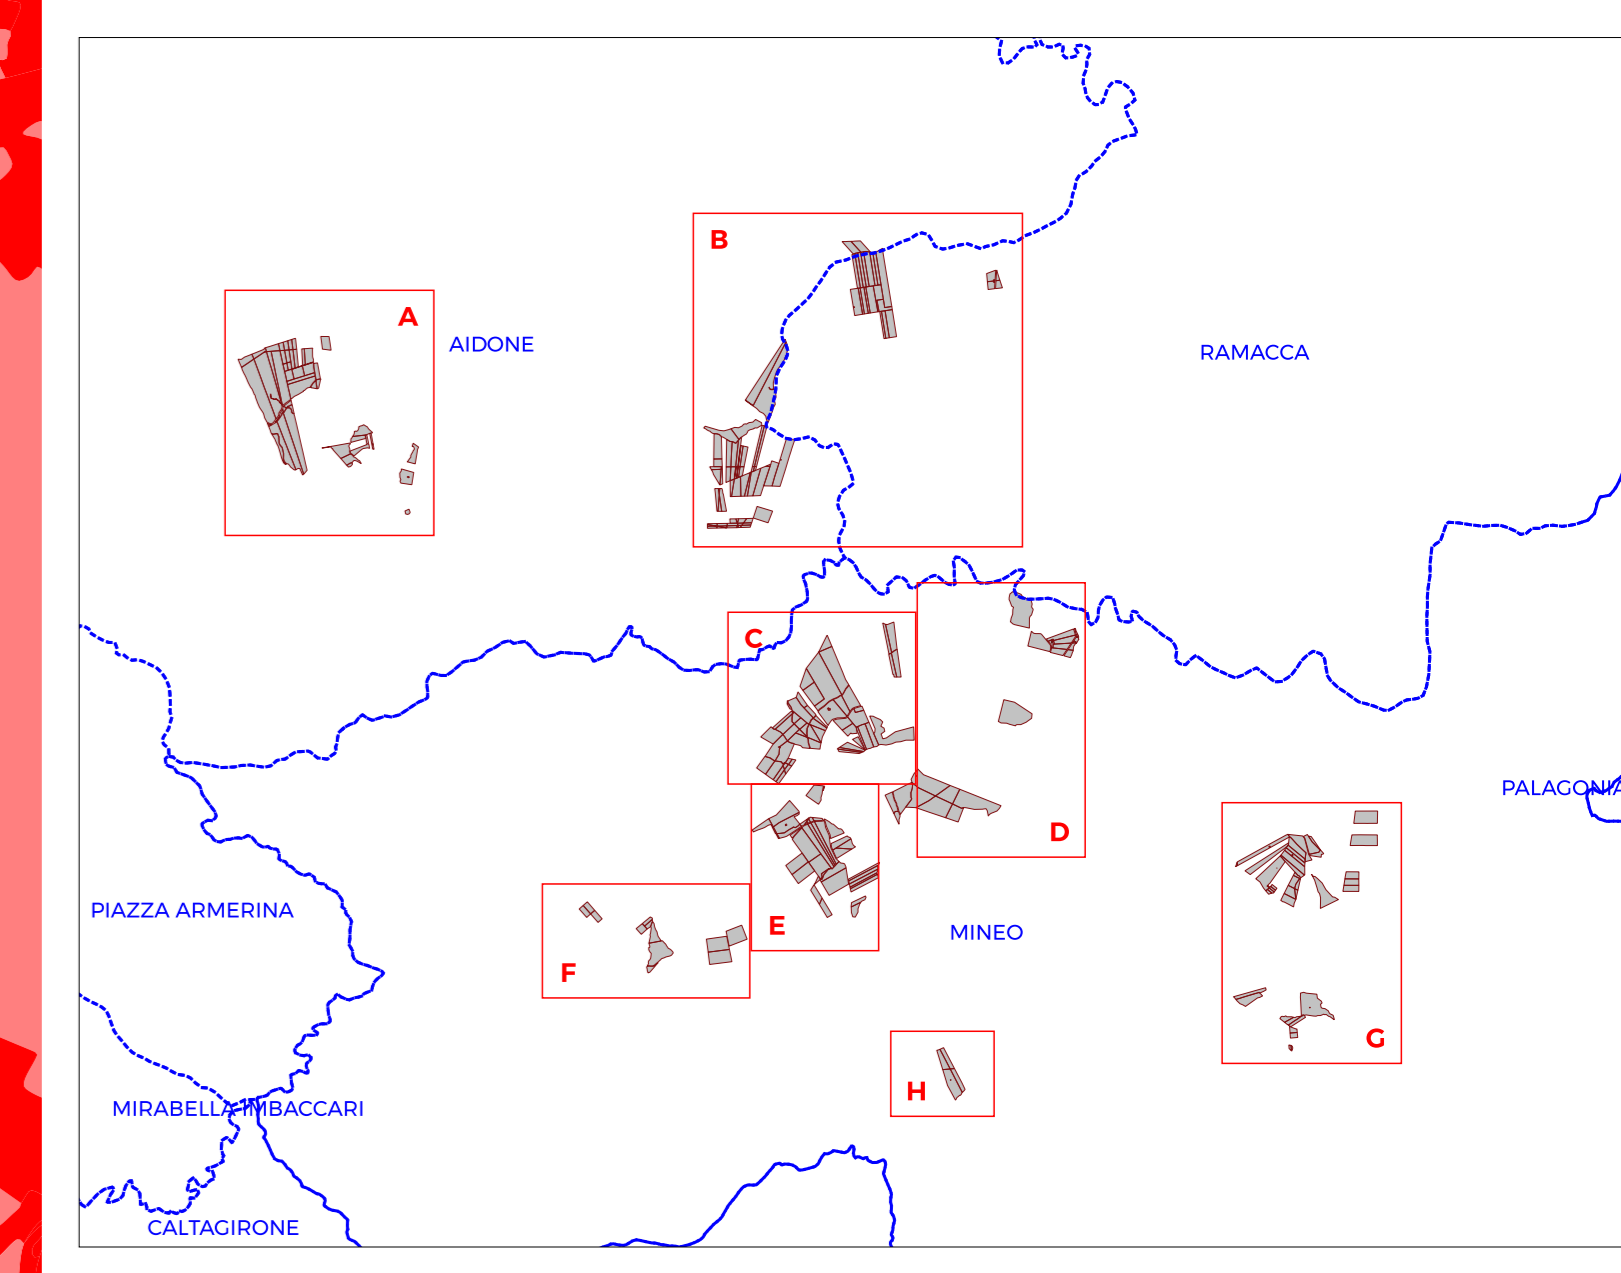 B
A
AIDONE
RAMACCA
C
PALAGONIA
D
PIAZZA ARMERINA
E
MINEO
F
G
H
MIRABELLA IMBACCARI
CALTAGIRONE